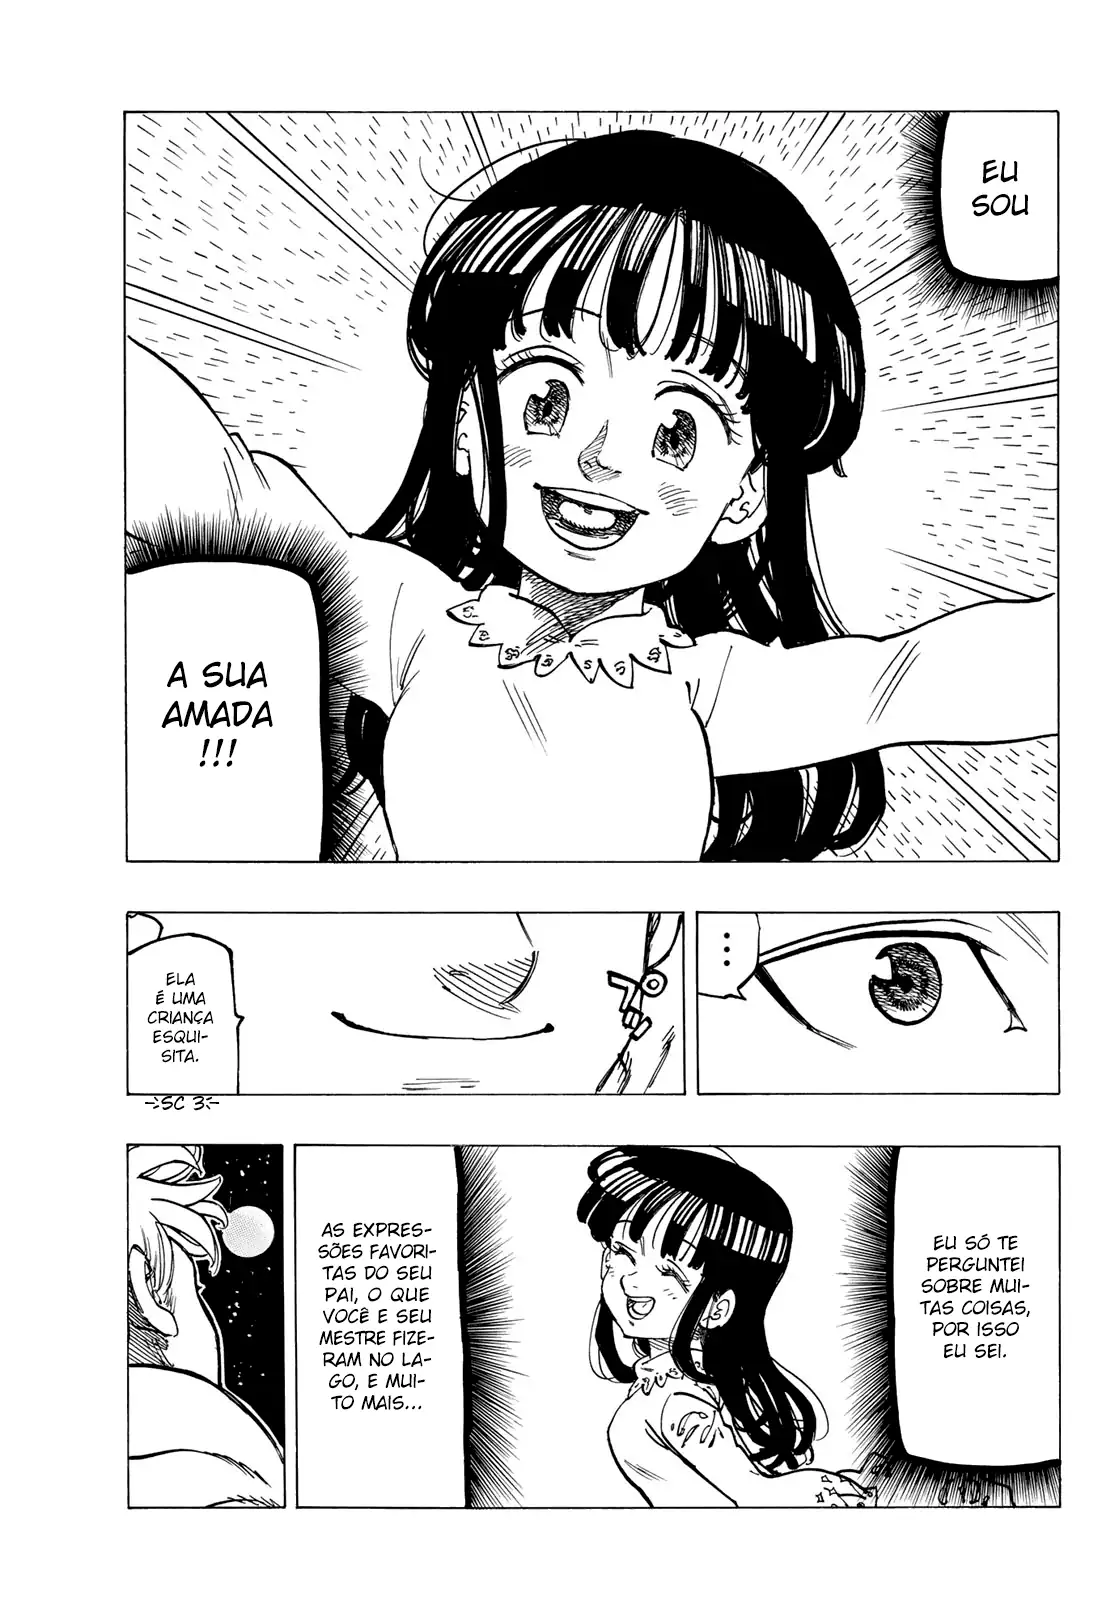 EU
SOU
A SUA
AMADA
!!!
...
ELA
É UMA
CRIANÇA
ESQUI-
SITA.
SC 3
EU SÓ TE
PERGUNTEI
SOBRE MUI-
TAS COISAS,
POR ISSO
EU SEI.
AS EXPRES-
SÕES FAVORI-
TAS DO SEU
PAI, O QUE
VOCÊ E SEU
MESTRE FIZE-
RAM NO LA-
GO, E MUI-
TO MAIS...